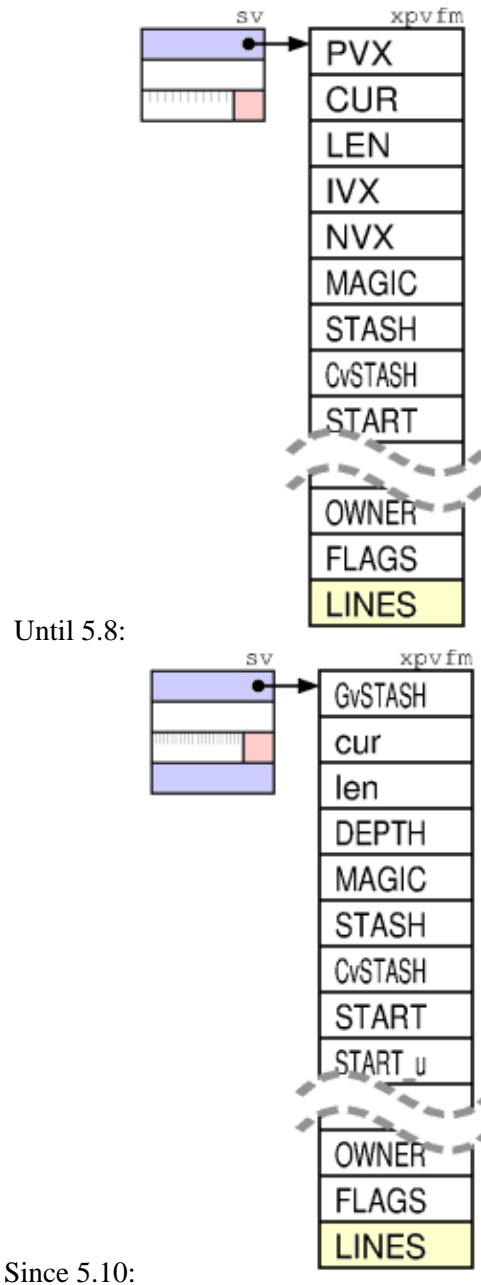 sv xpvfm
PVX
CUR
LEN
IVX
NVX
MAGIC
STASH
CvSTASH
START
OWNER
FLAGS
LINES
Until 5.8:
sv xpvfm
GvSTASH
cur
len
DEPTH
MAGIC
STASH
CvSTASH
START
START_u
OWNER
FLAGS
LINES
Since 5.10: